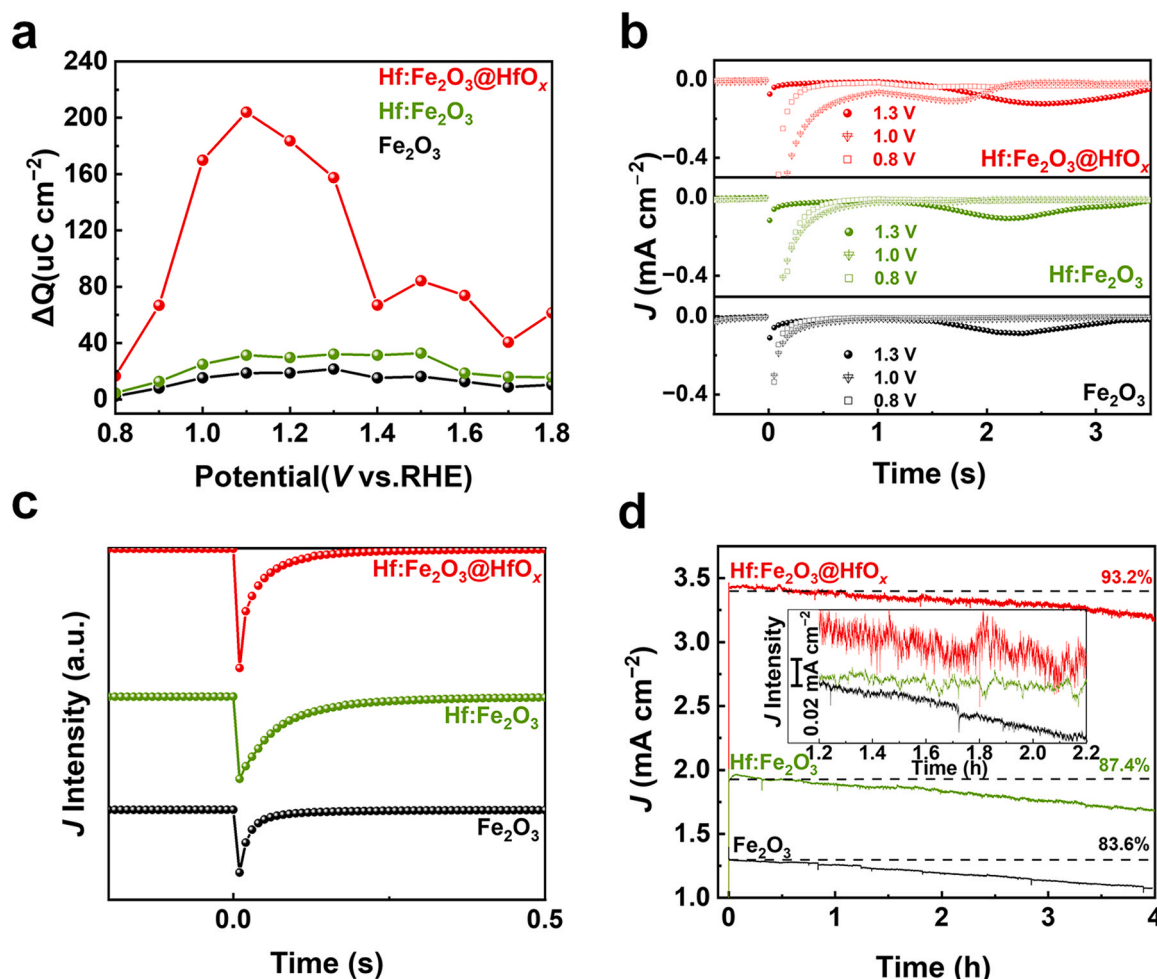 a
240
200
160
120
80
40
0
ΔQ(uC cm⁻²)
Hf:Fe₂O₃@HfOₓ
Hf:Fe₂O₃
Fe₂O₃
0.8 1.0 1.2 1.4 1.6 1.8
Potential(V vs.RHE)
b
0.0
−0.4
0.0
−0.4
0.0
−0.4
J (mA cm⁻²)
1.3 V
1.0 V
0.8 V
Hf:Fe₂O₃@HfOₓ
1.3 V
1.0 V
0.8 V
Hf:Fe₂O₃
1.3 V
1.0 V
0.8 V
Fe₂O₃
0 1 2 3
Time (s)
c
J Intensity (a.u.)
Hf:Fe₂O₃@HfOₓ
Hf:Fe₂O₃
Fe₂O₃
0.0 0.5
Time (s)
d
3.5
3.0
2.5
2.0
1.5
1.0
J (mA cm⁻²)
Hf:Fe₂O₃@HfOₓ
93.2%
J Intensity
0.02 mA cm⁻²
1.2 1.4 1.6 1.8 2.0 2.2
Time (h)
Hf:Fe₂O₃
87.4%
Fe₂O₃
83.6%
0 1 2 3 4
Time (h)